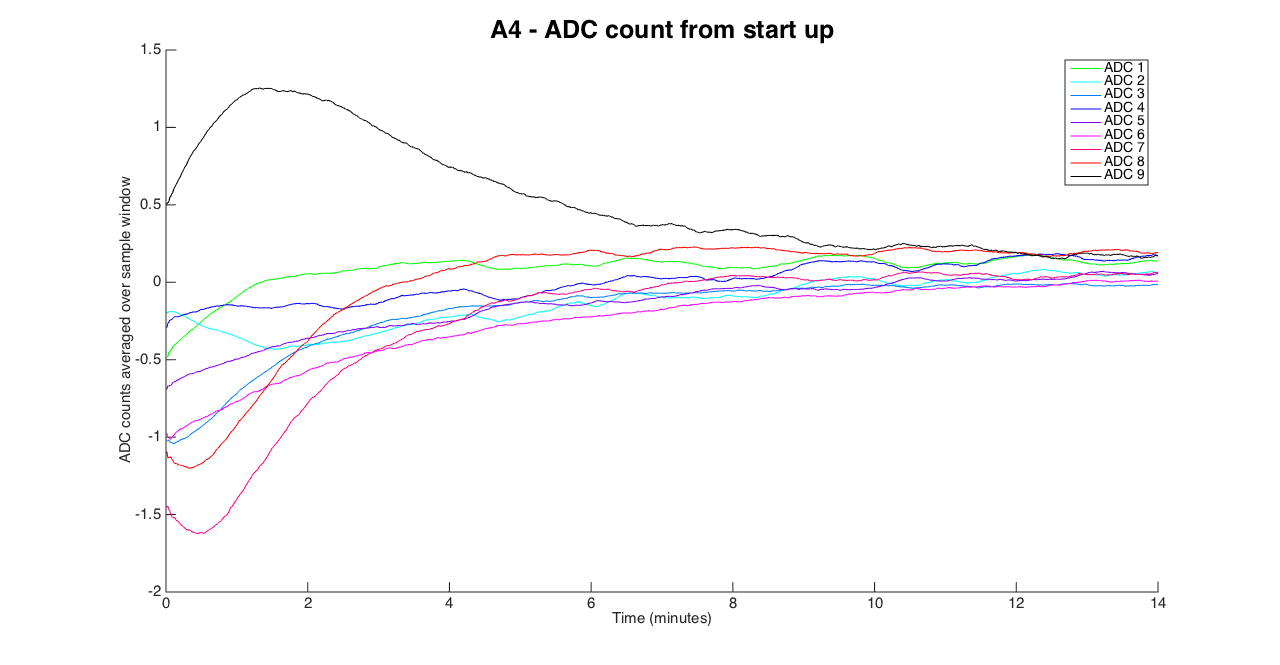 A4 - ADC count from start up
1.5
1
0.5
0
-0.5
-1
-1.5
-2
ADC counts averaged over sample window
0 2 4 6 8 10 12 14
Time (minutes)
ADC 1
ADC 2
ADC 3
ADC 4
ADC 5
ADC 6
ADC 7
ADC 8
ADC 9